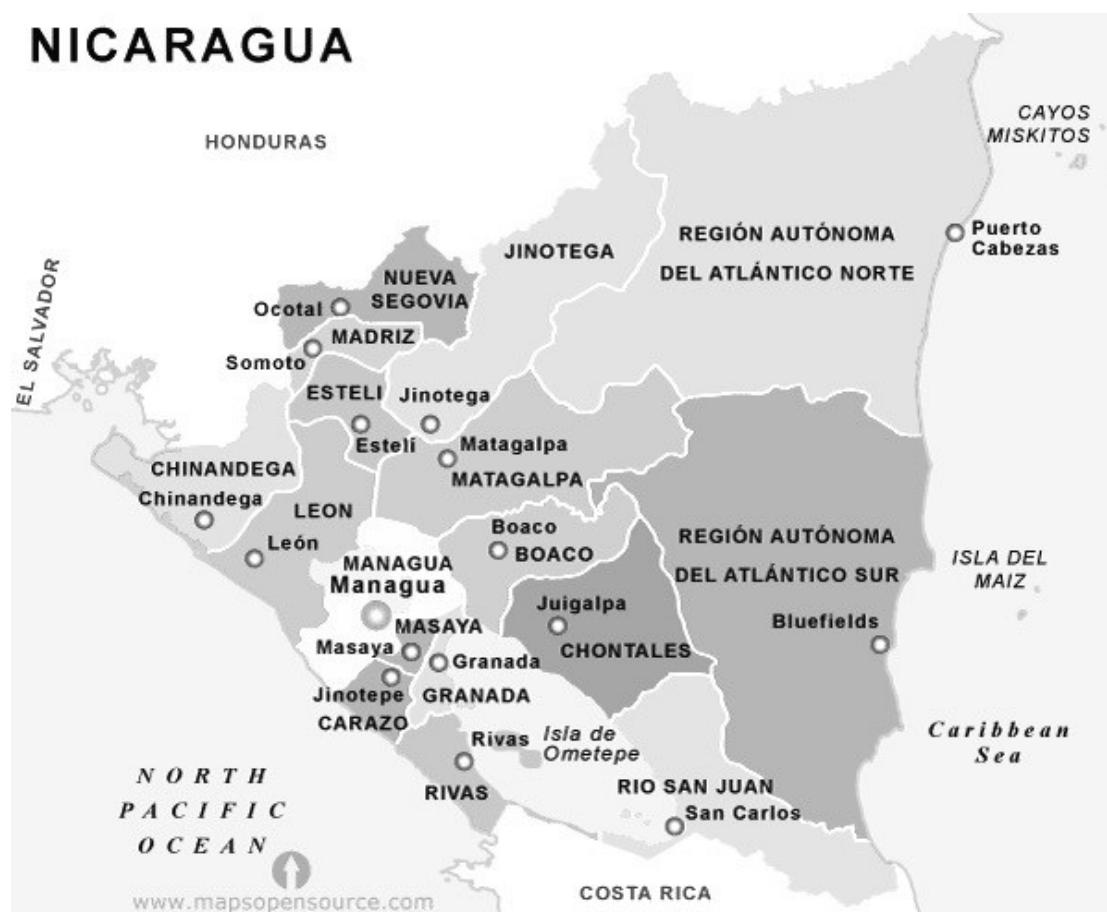 NICARAGUA
HONDURAS
CAYOS
MISKITOS
EL SALVADOR
JINOTEGA
REGIÓN AUTÓNOMA
DEL ATLÁNTICO NORTE
Puerto
Cabezas
NUEVA
SEGOVIA
Ocotal
MADRIZ
Somoto
ESTELI
Jinotega
Estelí
Matagalpa
MATAGALPA
CHINANDEGA
Chinandega
LEON
León
Boaco
BOACO
REGIÓN AUTÓNOMA
DEL ATLÁNTICO SUR
ISLA DEL
MAIZ
MANAGUA
Managua
Juigalpa
CHONTALES
Bluefields
MASAYA
Masaya
Granada
GRANADA
Jinotepe
CARAZO
Rivas
RIVAS
Isla de
Ometepe
Caribbean
Sea
RIO SAN JUAN
San Carlos
NORTH
PACIFIC
OCEAN
COSTA RICA
www.mapsopensource.com